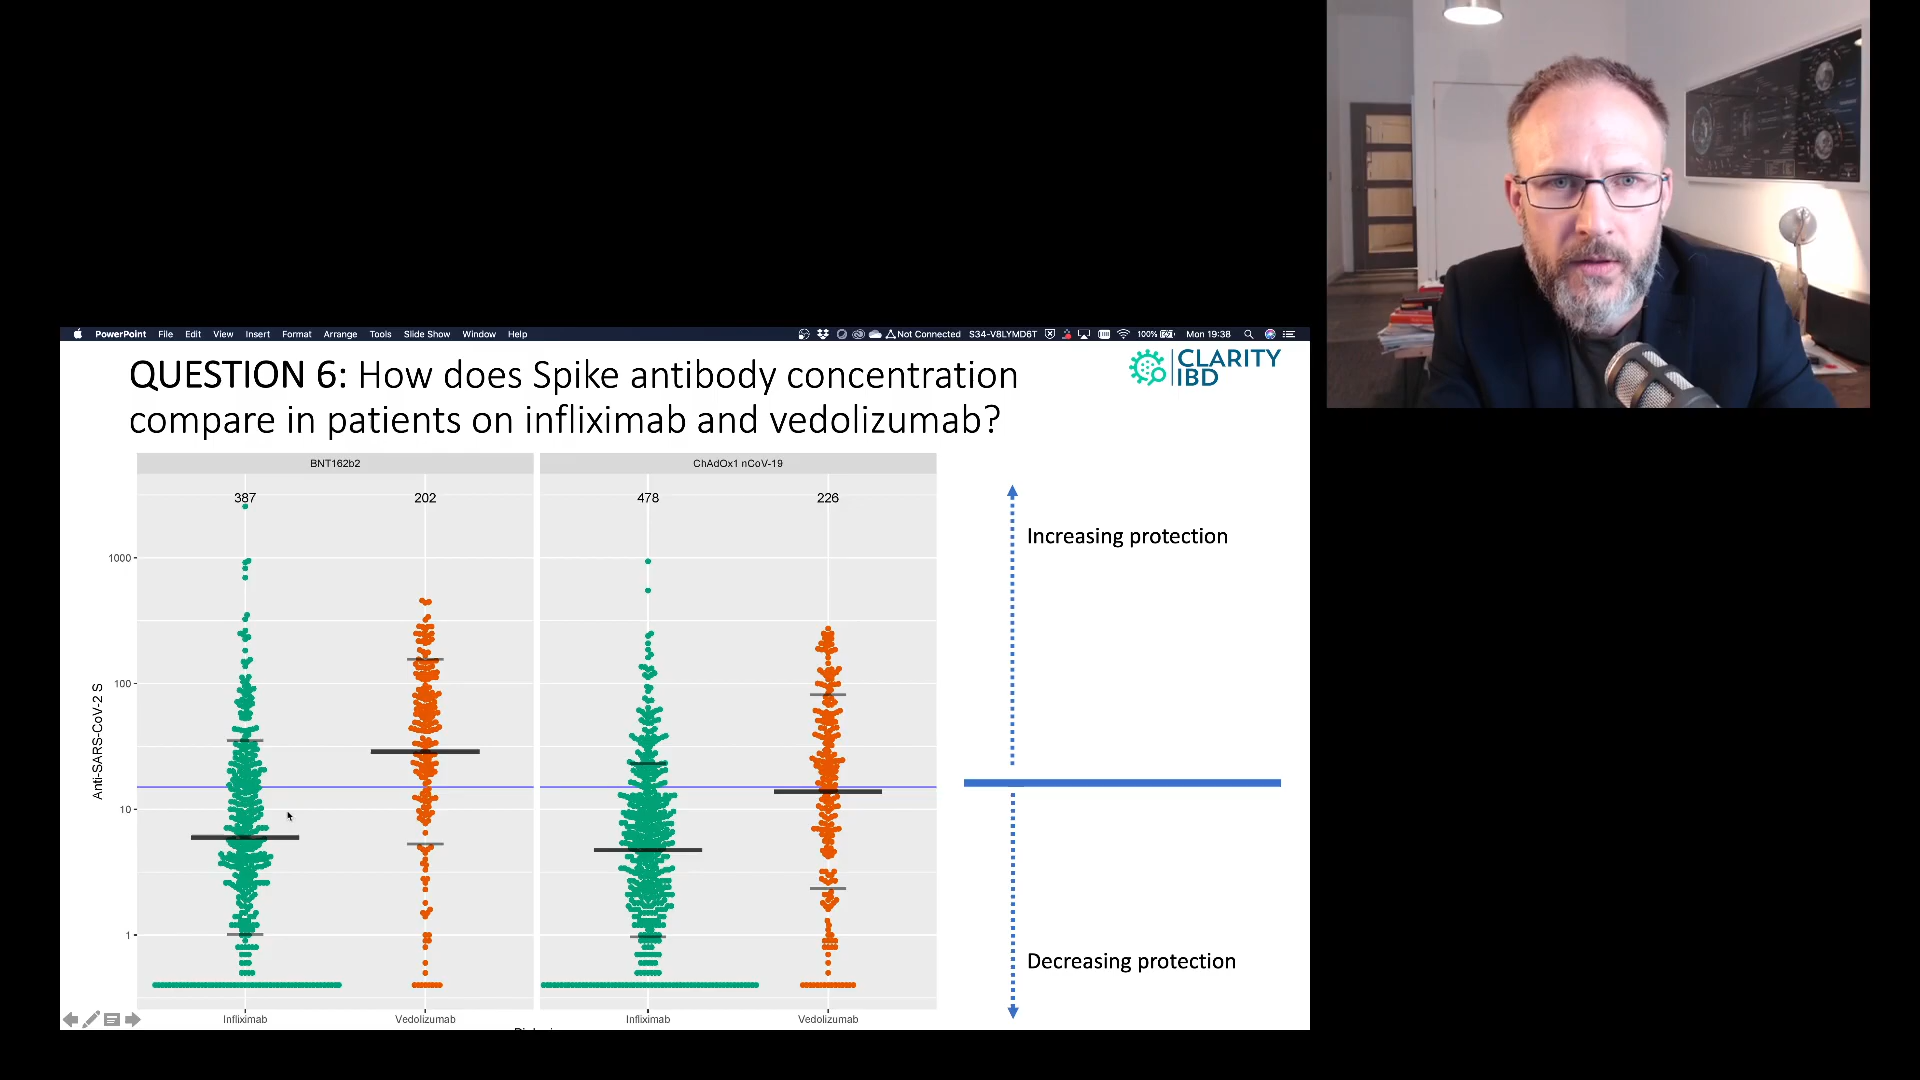 PowerPoint File Edit View Insert Format Arrange Tools Slide Show Window Help Not Connected S34-V8LYMD6T 100% Mon 19:38
QUESTION 6: How does Spike antibody concentration
compare in patients on infliximab and vedolizumab?
CLARITY
IBD
BNT162b2
ChAdOx1 nCoV-19
387
202
478
226
Increasing protection
1000
100
10
1
Anti-SARS-CoV-2 S
Decreasing protection
Infliximab
Vedolizumab
Infliximab
Vedolizumab